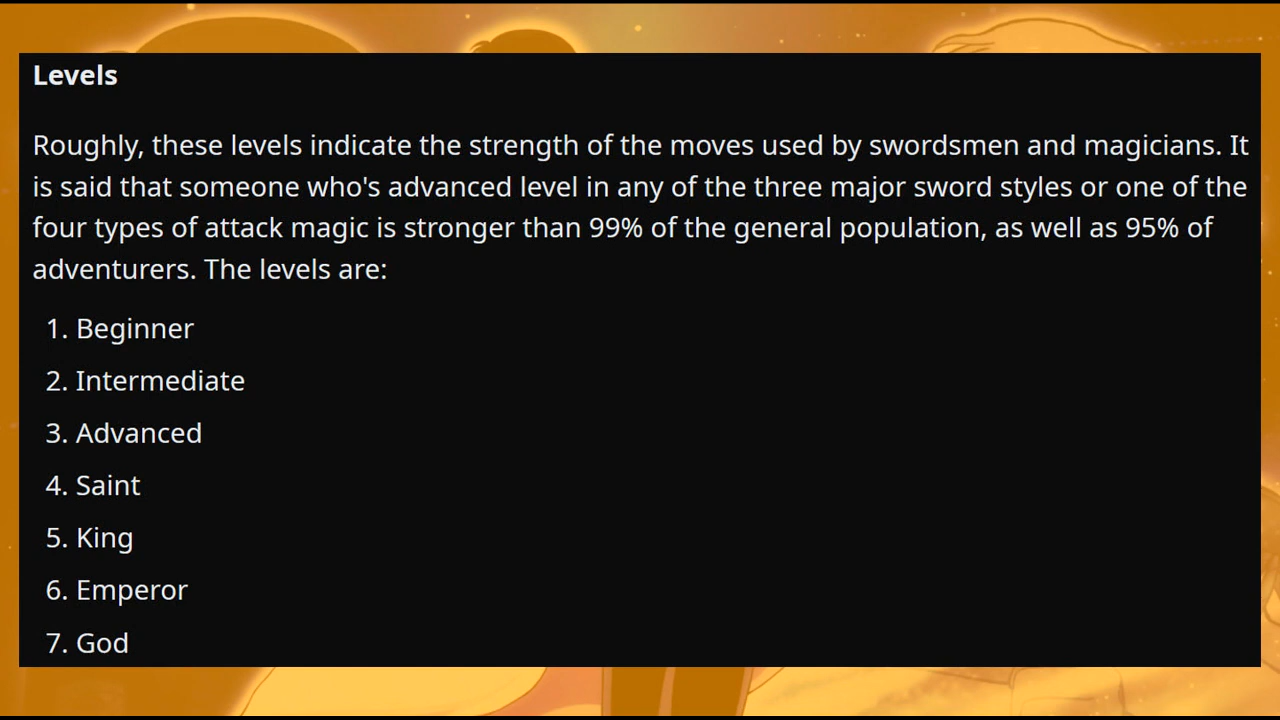 Levels
Roughly, these levels indicate the strength of the moves used by swordsmen and magicians. It
is said that someone who's advanced level in any of the three major sword styles or one of the
four types of attack magic is stronger than 99% of the general population, as well as 95% of
adventurers. The levels are:
1. Beginner
2. Intermediate
3. Advanced
4. Saint
5. King
6. Emperor
7. God